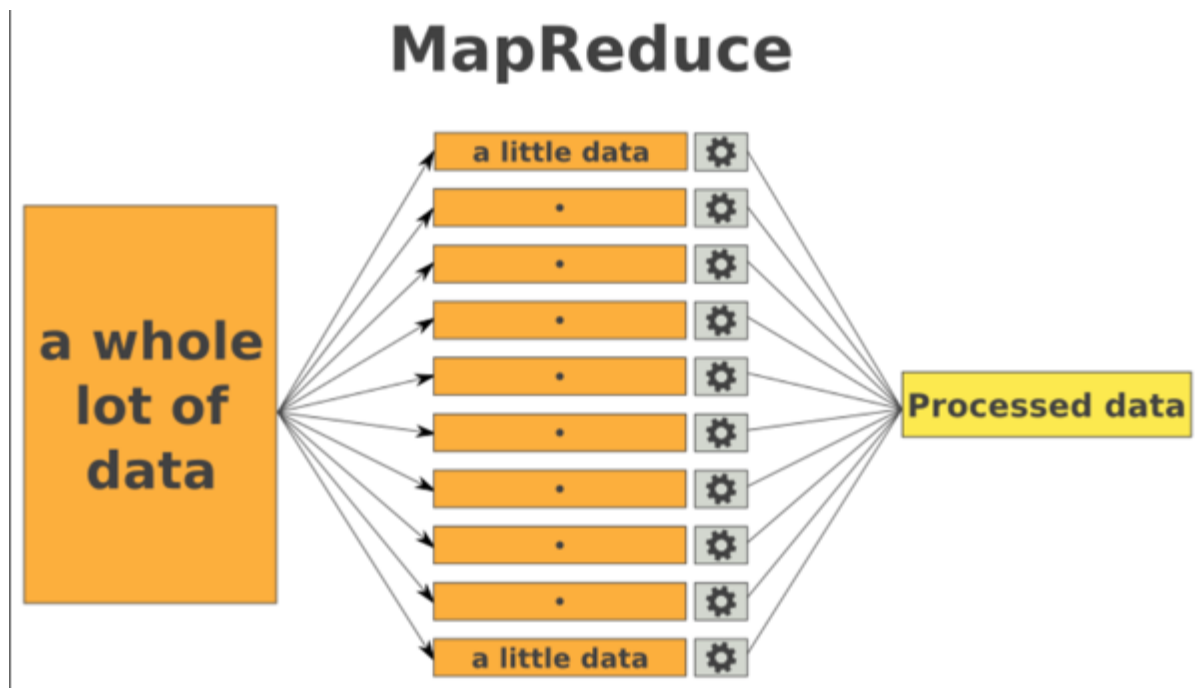 MapReduce
a little data
•
•
a whole
•
lot of
•
data
•
•
•
•
a little data
Processed data